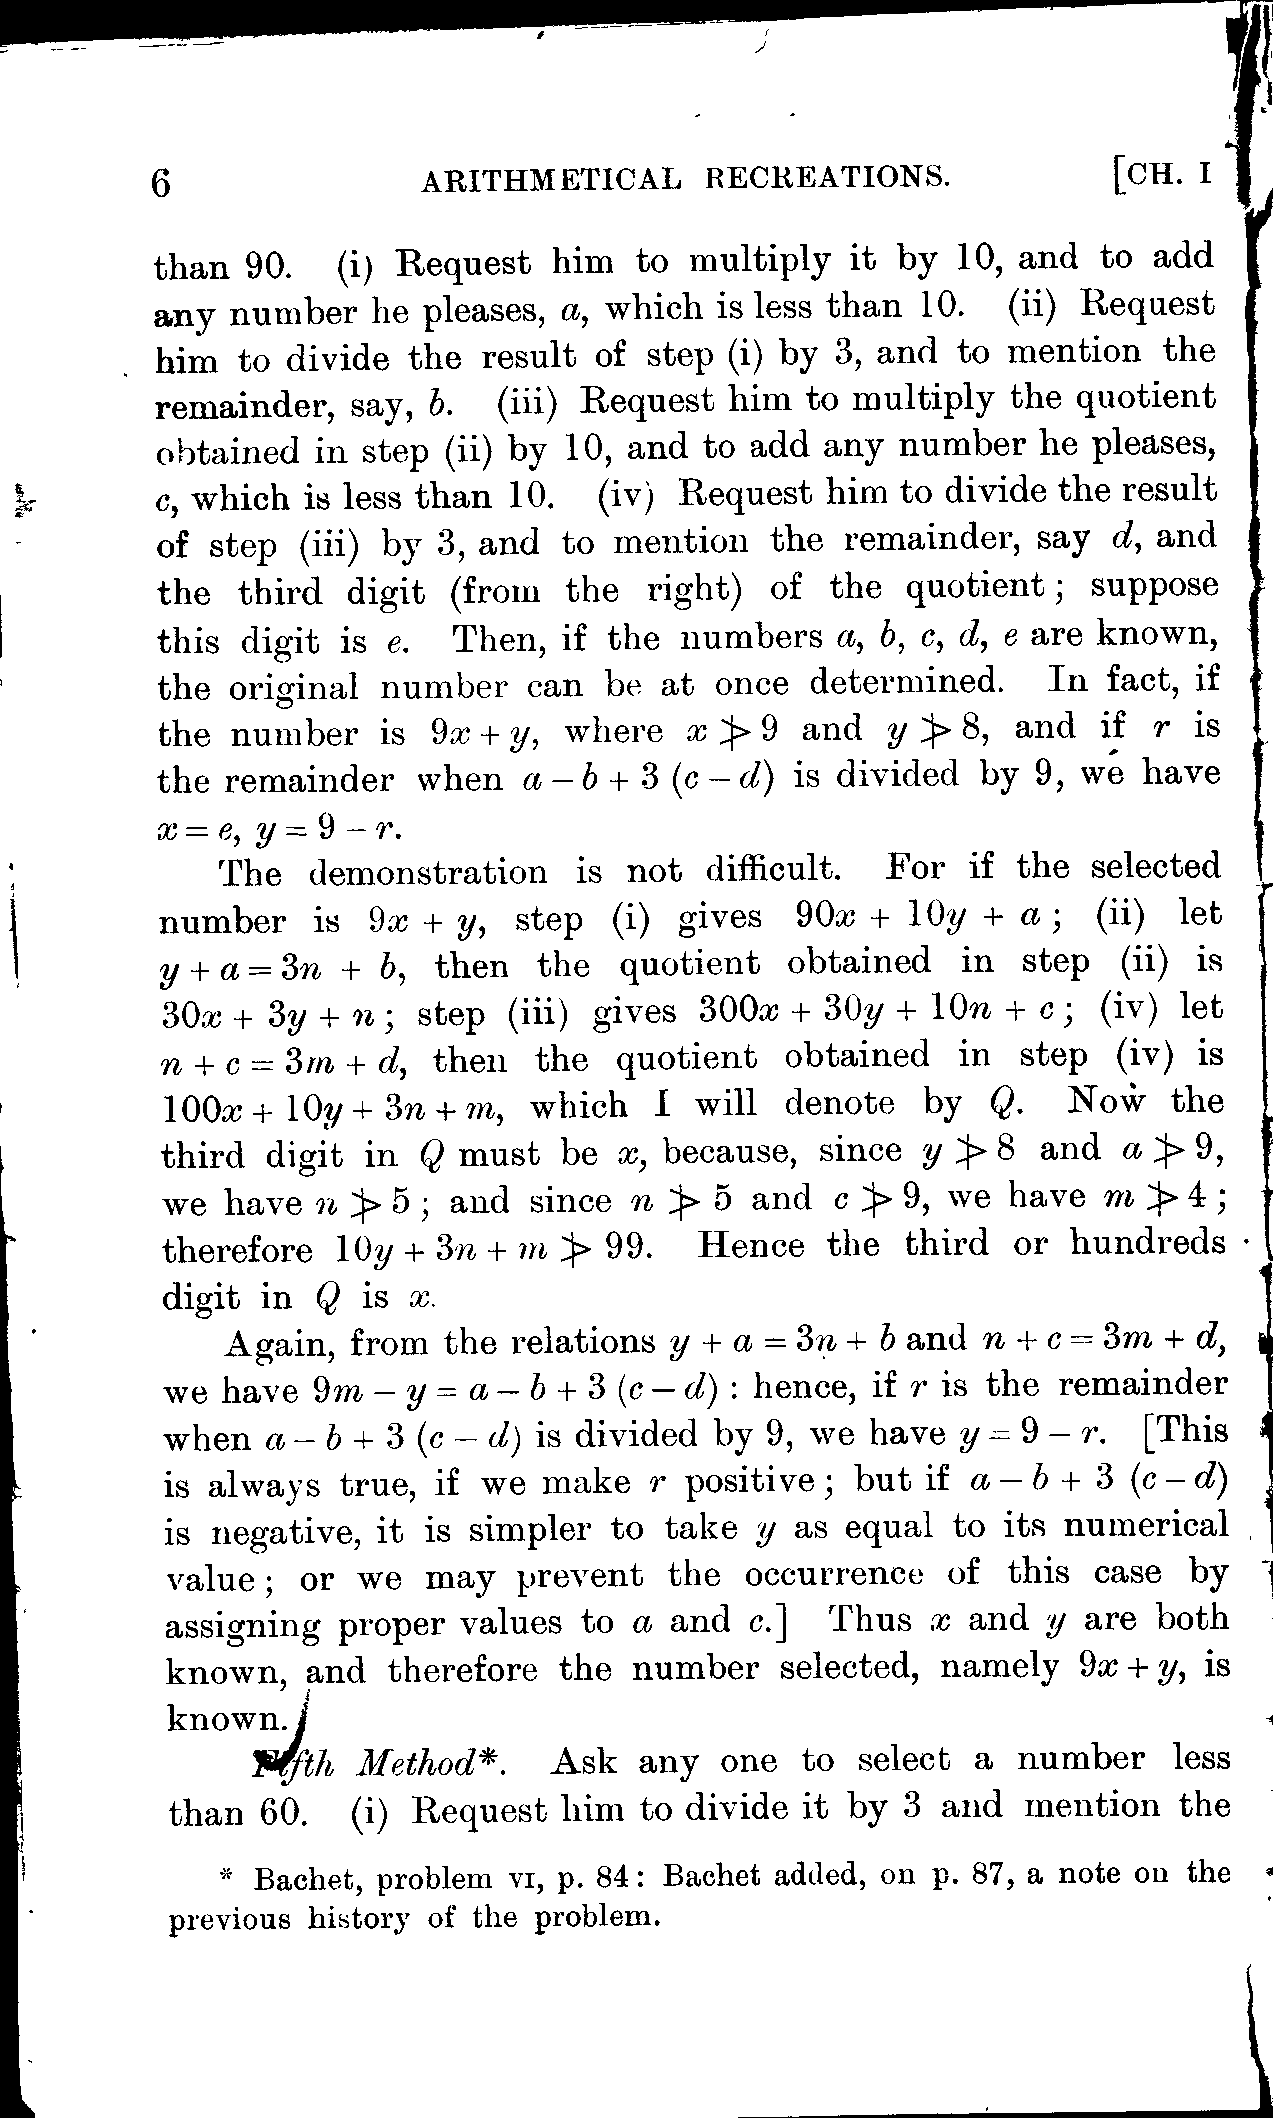 6 ARITHMETICAL RECREATIONS. [CH. I
than 90. (i) Request him to multiply it by 10, and to add
any number he pleases, a, which is less than 10. (ii) Request
him to divide the result of step (i) by 3, and to mention the
remainder, say, b. (iii) Request him to multiply the quotient
obtained in step (ii) by 10, and to add any number he pleases,
c, which is less than 10. (iv) Request him to divide the result
of step (iii) by 3, and to mention the remainder, say d, and
the third digit (from the right) of the quotient; suppose
this digit is e. Then, if the numbers a, b, c, d, e are known,
the original number can be at once determined. In fact, if
the number is 9x + y, where x ≯ 9 and y ≯ 8, and if r is
the remainder when a – b + 3 (c – d) is divided by 9, we have
x = e, y = 9 – r.
The demonstration is not difficult. For if the selected
number is 9x + y, step (i) gives 90x + 10y + a; (ii) let
y + a = 3n + b, then the quotient obtained in step (ii) is
30x + 3y + n; step (iii) gives 300x + 30y + 10n + c; (iv) let
n + c = 3m + d, then the quotient obtained in step (iv) is
100x + 10y + 3n + m, which I will denote by Q. Now the
third digit in Q must be x, because, since y ≯ 8 and a ≯ 9,
we have n ≯ 5; and since n ≯ 5 and c ≯ 9, we have m ≯ 4;
therefore 10y + 3n + m ≯ 99. Hence the third or hundreds
digit in Q is x.
Again, from the relations y + a = 3n + b and n + c = 3m + d,
we have 9m – y = a – b + 3 (c – d): hence, if r is the remainder
when a – b + 3 (c – d) is divided by 9, we have y = 9 – r. [This
is always true, if we make r positive; but if a – b + 3 (c – d)
is negative, it is simpler to take y as equal to its numerical
value; or we may prevent the occurrence of this case by
assigning proper values to a and c.] Thus x and y are both
known, and therefore the number selected, namely 9x + y, is
known.
Fifth Method*. Ask any one to select a number less
than 60. (i) Request him to divide it by 3 and mention the
* Bachet, problem VI, p. 84: Bachet added, on p. 87, a note on the
previous history of the problem.